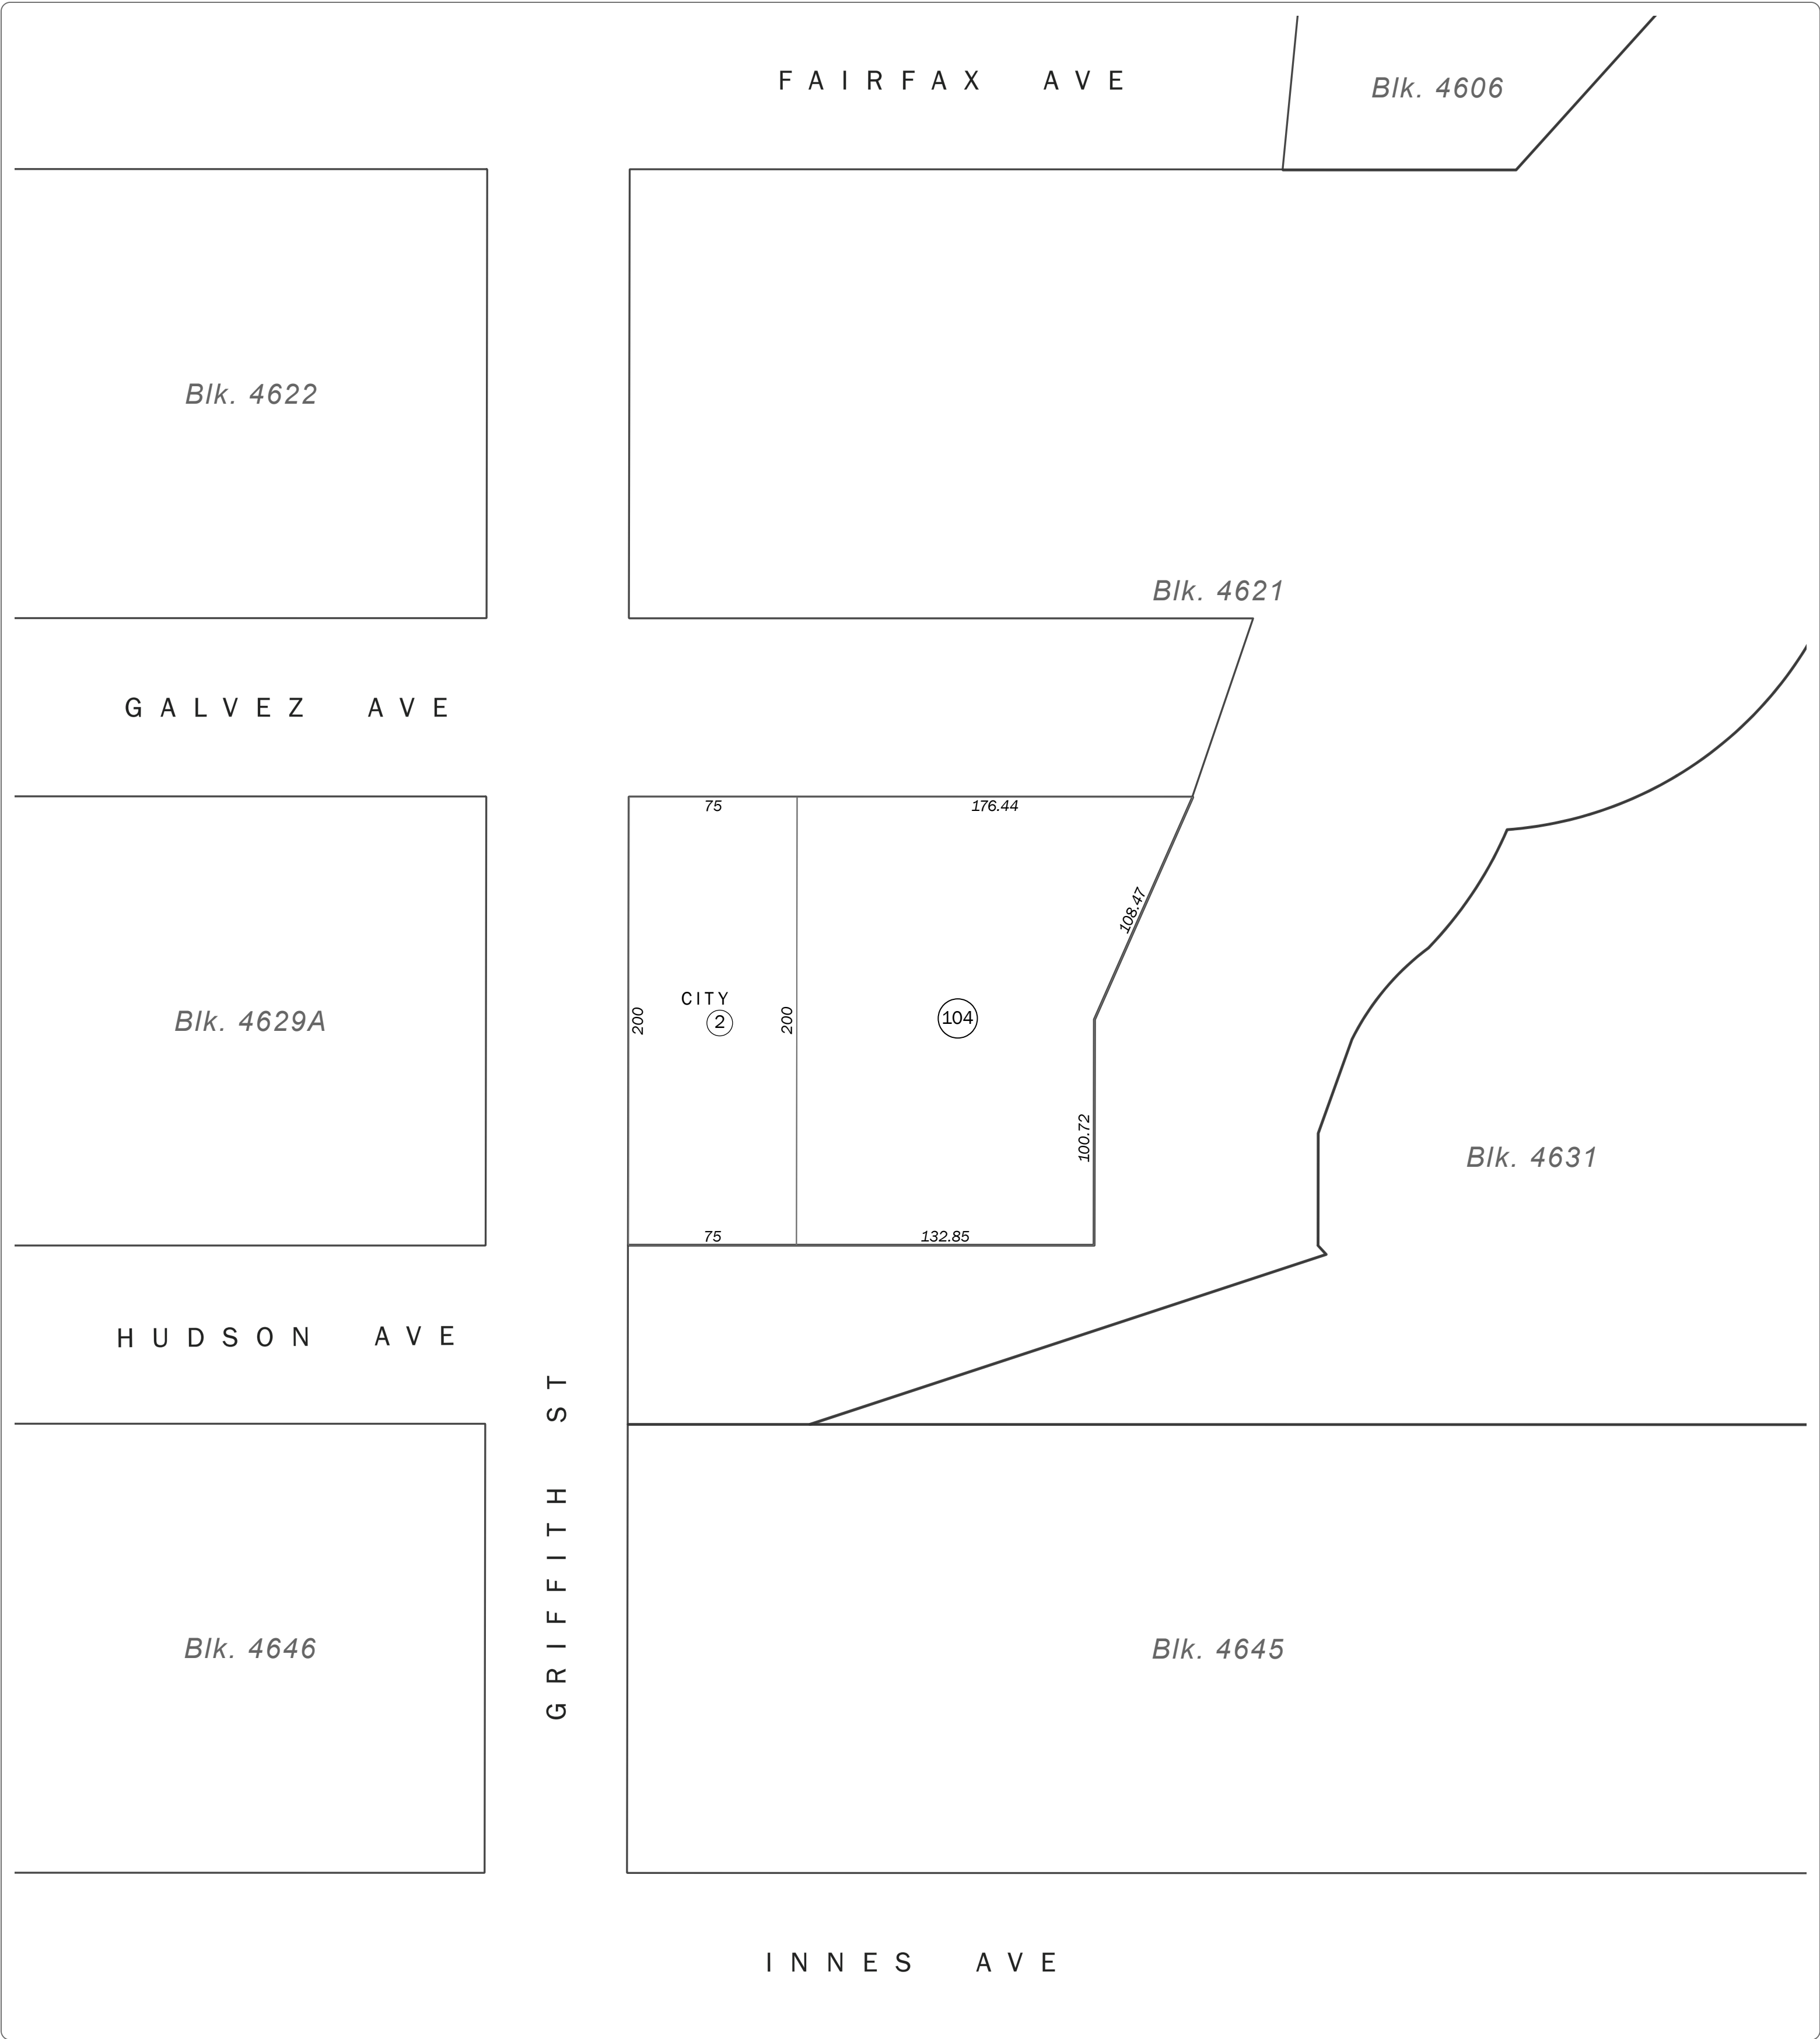 FAIRFAX AVE
Blk. 4606
Blk. 4622
Blk. 4621
GALVEZ AVE
75
176.44
108.47
CITY
2
104
200
200
Blk. 4629A
100.72
Blk. 4631
75
132.85
HUDSON AVE
GRIFFITH ST
Blk. 4646
Blk. 4645
INNES AVE